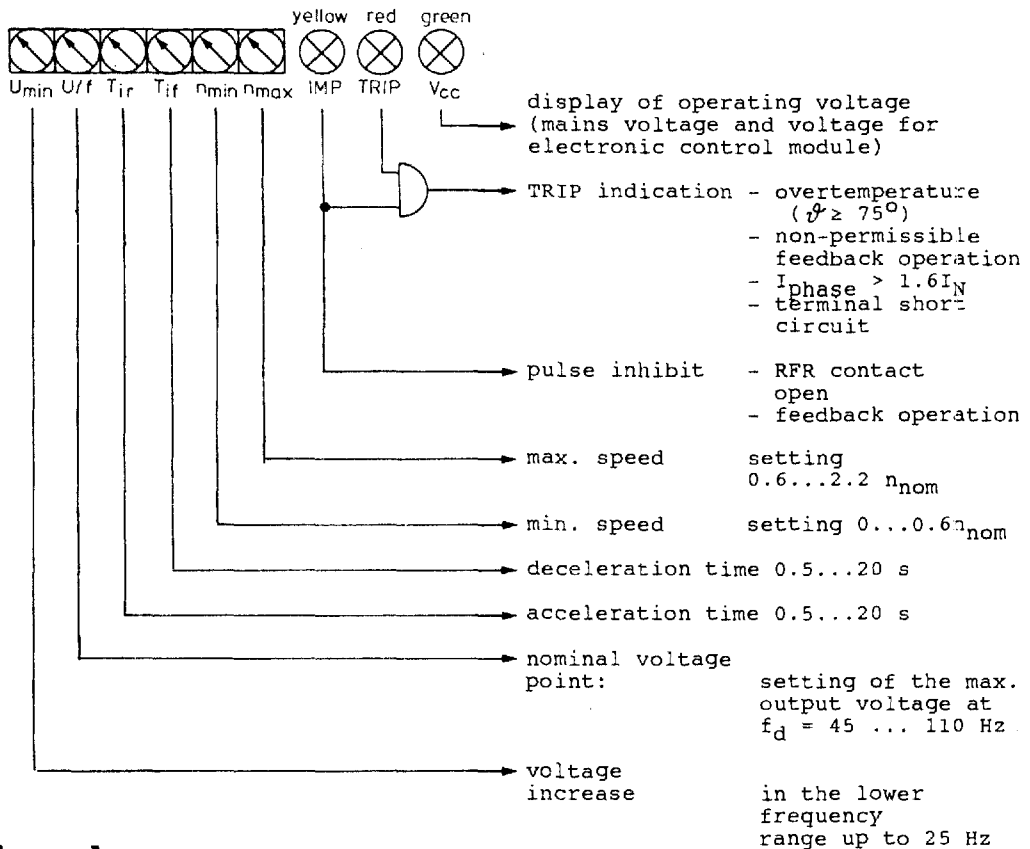 yellow red green
Umin U/f Tir Tif nmin nmax IMP TRIP Vcc
display of operating voltage
(mains voltage and voltage for
electronic control module)
TRIP indication - overtemperature
(ϑ ≥ 75°)
- non-permissible
feedback operation
- Iphase > 1.6IN
- terminal short
circuit
pulse inhibit - RFR contact
open
- feedback operation
max. speed setting
0.6...2.2 nnom
min. speed setting 0...0.6nnom
deceleration time 0.5...20 s
acceleration time 0.5...20 s
nominal voltage
point: setting of the max.
output voltage at
fd = 45 ... 110 Hz
voltage
increase in the lower
frequency
range up to 25 Hz